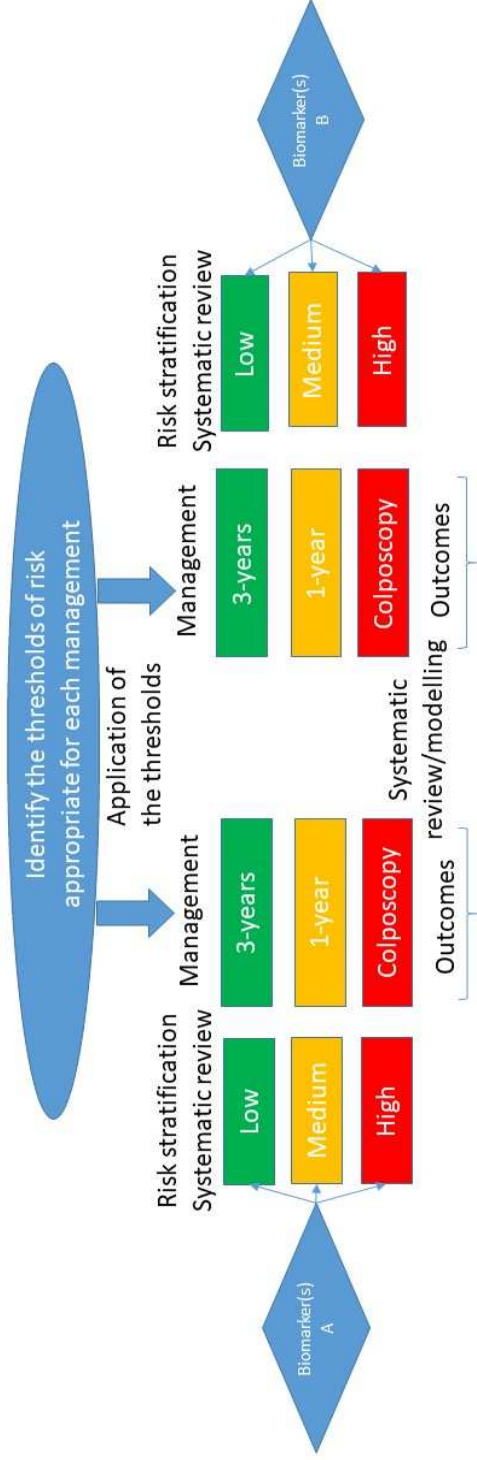 Identify the thresholds of risk
appropriate for each management
Application of
the thresholds
Biomarker(s)
A
Risk stratification
Systematic review
Low
Medium
High
Management
3-years
1-year
Colposcopy
Outcomes
Systematic
review/modelling
Management
3-years
1-year
Colposcopy
Outcomes
Risk stratification
Systematic review
Low
Medium
High
Biomarker(s)
B